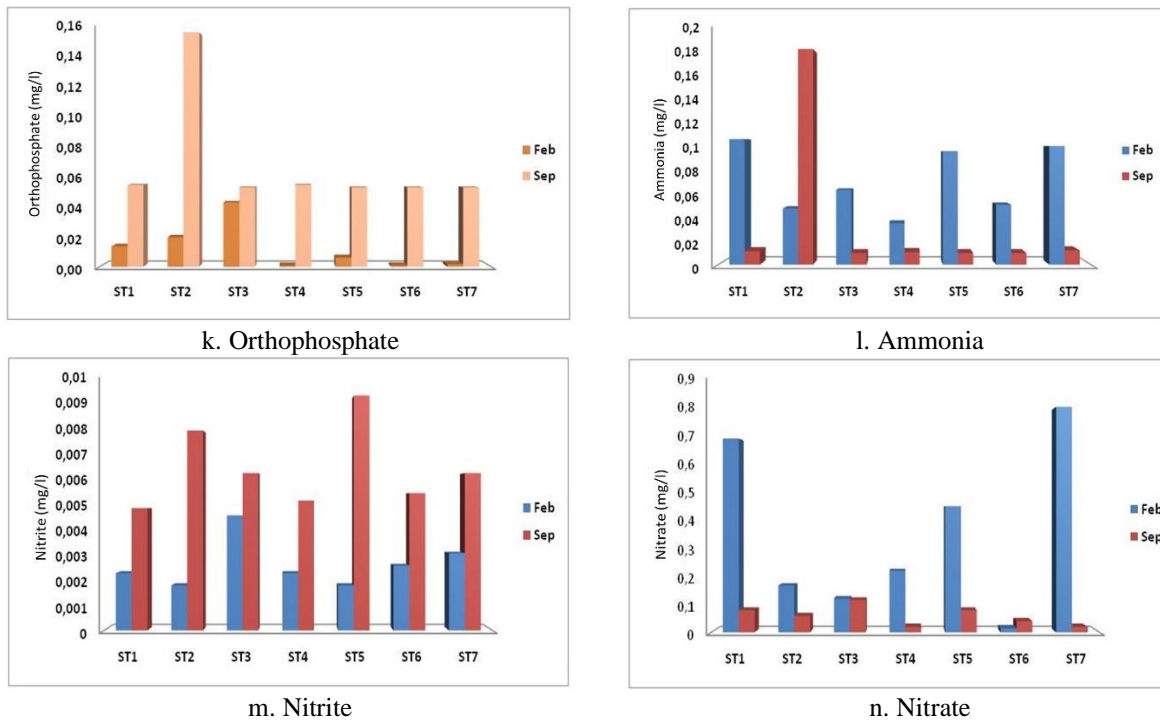 Orthophosphate (mg/l)
0,16
0,14
0,12
0,10
0,08
0,06
0,04
0,02
0,00
ST1 ST2 ST3 ST4 ST5 ST6 ST7
Feb
Sep
k. Orthophosphate
Ammonia (mg/l)
0,2
0,18
0,16
0,14
0,12
0,1
0,08
0,06
0,04
0,02
0
ST1 ST2 ST3 ST4 ST5 ST6 ST7
Feb
Sep
l. Ammonia
Nitrite (mg/l)
0,01
0,009
0,008
0,007
0,006
0,005
0,004
0,003
0,002
0,001
0
ST1 ST2 ST3 ST4 ST5 ST6 ST7
Feb
Sep
m. Nitrite
Nitrate (mg/l)
0,9
0,8
0,7
0,6
0,5
0,4
0,3
0,2
0,1
0
ST1 ST2 ST3 ST4 ST5 ST6 ST7
Feb
Sep
n. Nitrate